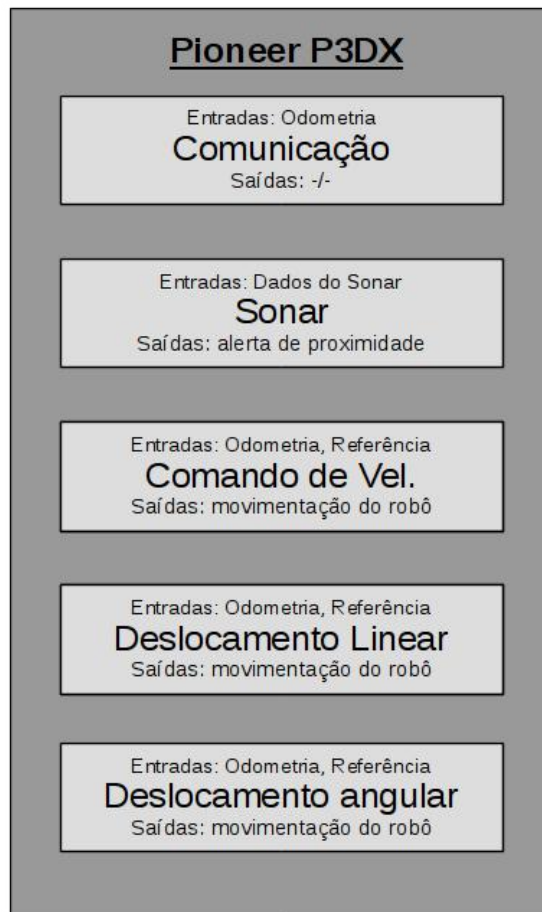 Pioneer P3DX
Entradas: Odometria
Comunicação
Saídas: -/-
Entradas: Dados do Sonar
Sonar
Saídas: alerta de proximidade
Entradas: Odometria, Referência
Comando de Vel.
Saídas: movimentação do robô
Entradas: Odometria, Referência
Deslocamento Linear
Saídas: movimentação do robô
Entradas: Odometria, Referência
Deslocamento angular
Saídas: movimentação do robô